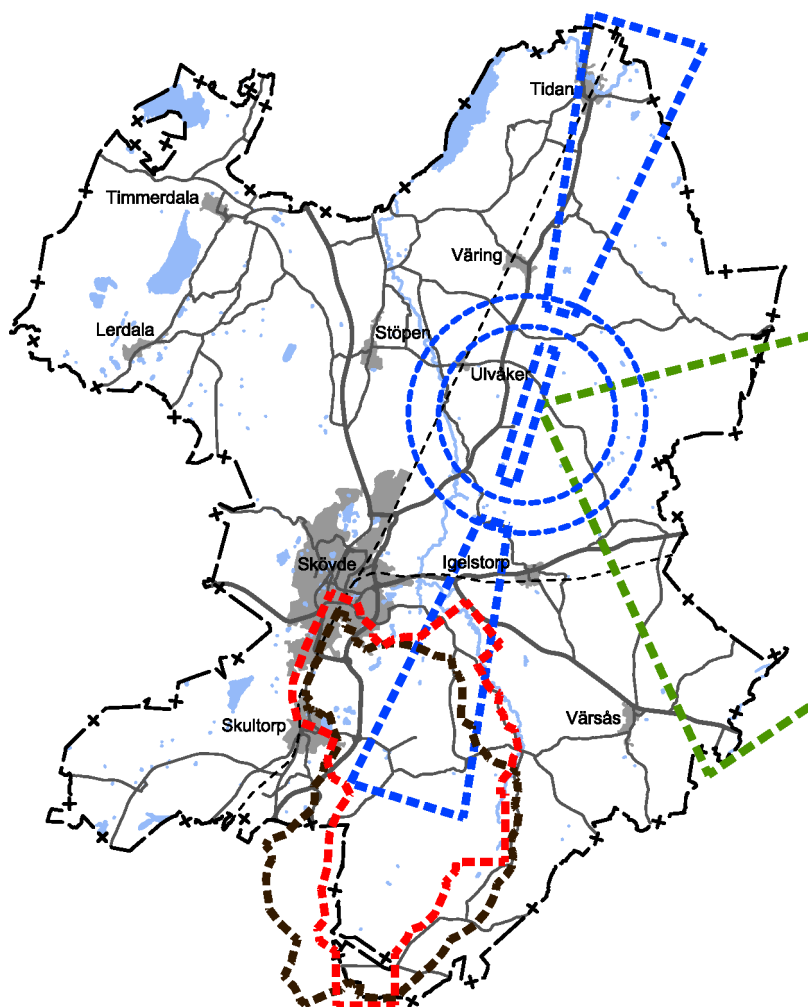 Tidan
Timmerdala
Väring
Lerdala
Stöpen
Ulvåker
Skövde
Igelstorp
Värsås
Skultorp